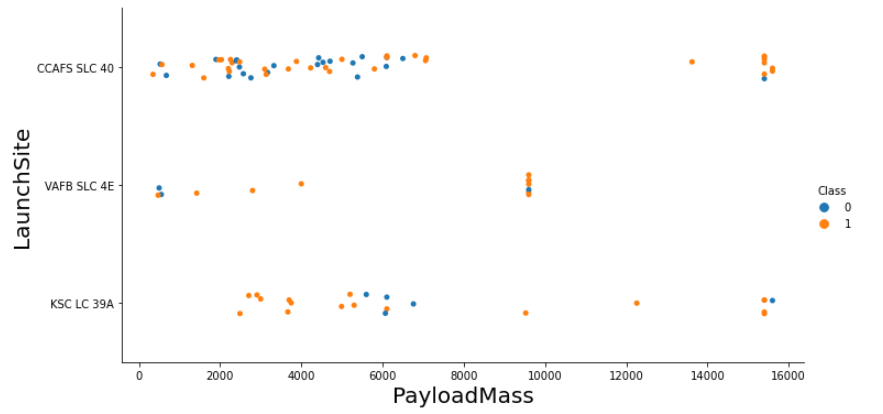 CCAFS SLC 40
VAFB SLC 4E
KSC LC 39A
LaunchSite
0
2000
4000
6000
8000
10000
12000
14000
16000
PayloadMass
Class
0
1